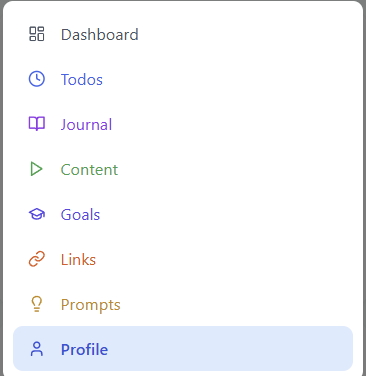 Dashboard
Todos
Journal
Content
Goals
Links
Prompts
Profile